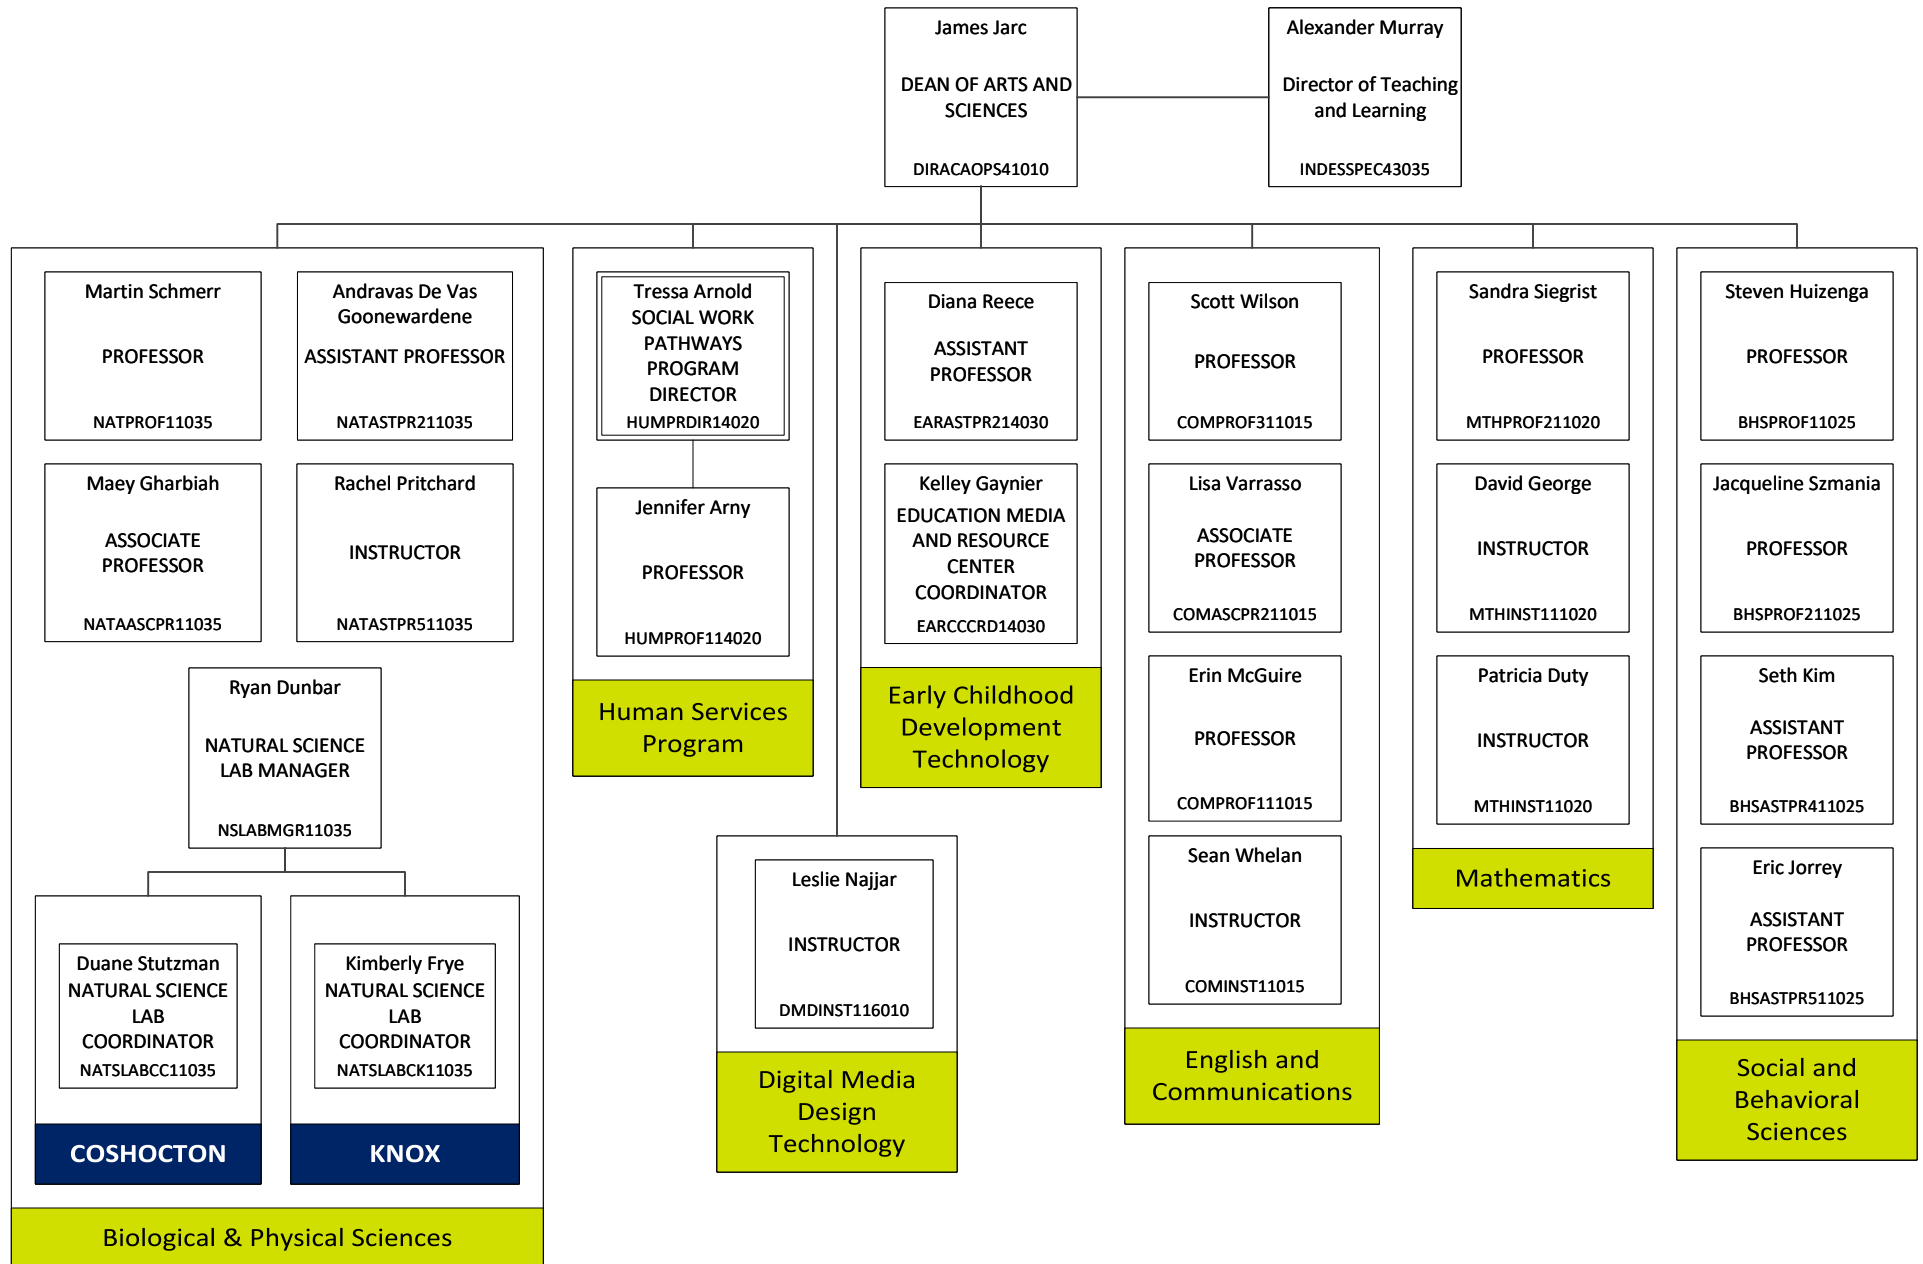 James Jarc
DEAN OF ARTS AND
SCIENCES
DIRACAOPS41010
Alexander Murray
Director of Teaching
and Learning
INDESSPEC43035
Martin Schmerr
PROFESSOR
NATPROF11035
Andravas De Vas
Goonewardene
ASSISTANT PROFESSOR
NATASTPR211035
Maey Gharbiah
ASSOCIATE
PROFESSOR
NATAASCPR11035
Rachel Pritchard
INSTRUCTOR
NATASTPR511035
Ryan Dunbar
NATURAL SCIENCE
LAB MANAGER
NSLABMGR11035
Duane Stutzman
NATURAL SCIENCE
LAB
COORDINATOR
NATSLABCC11035
COSHOCTON
Kimberly Frye
NATURAL SCIENCE
LAB
COORDINATOR
NATSLABCK11035
KNOX
Biological & Physical Sciences
Tressa Arnold
SOCIAL WORK
PATHWAYS
PROGRAM
DIRECTOR
HUMPRDIR14020
Jennifer Arny
PROFESSOR
HUMPROF114020
Human Services
Program
Leslie Najjar
INSTRUCTOR
DMDINST116010
Digital Media
Design
Technology
Diana Reece
ASSISTANT
PROFESSOR
EARASTPR214030
Kelley Gaynier
EDUCATION MEDIA
AND RESOURCE
CENTER
COORDINATOR
EARCCCRD14030
Early Childhood
Development
Technology
Scott Wilson
PROFESSOR
COMPROF311015
Lisa Varrasso
ASSOCIATE
PROFESSOR
COMASCPR211015
Erin McGuire
PROFESSOR
COMPROF111015
Sean Whelan
INSTRUCTOR
COMINST11015
English and
Communications
Sandra Siegrist
PROFESSOR
MTHPROF211020
David George
INSTRUCTOR
MTHINST111020
Patricia Duty
INSTRUCTOR
MTHINST11020
Mathematics
Steven Huizenga
PROFESSOR
BHSPROF11025
Jacqueline Szmania
PROFESSOR
BHSPROF211025
Seth Kim
ASSISTANT
PROFESSOR
BHSASTPR411025
Eric Jorrey
ASSISTANT
PROFESSOR
BHSASTPR511025
Social and
Behavioral
Sciences